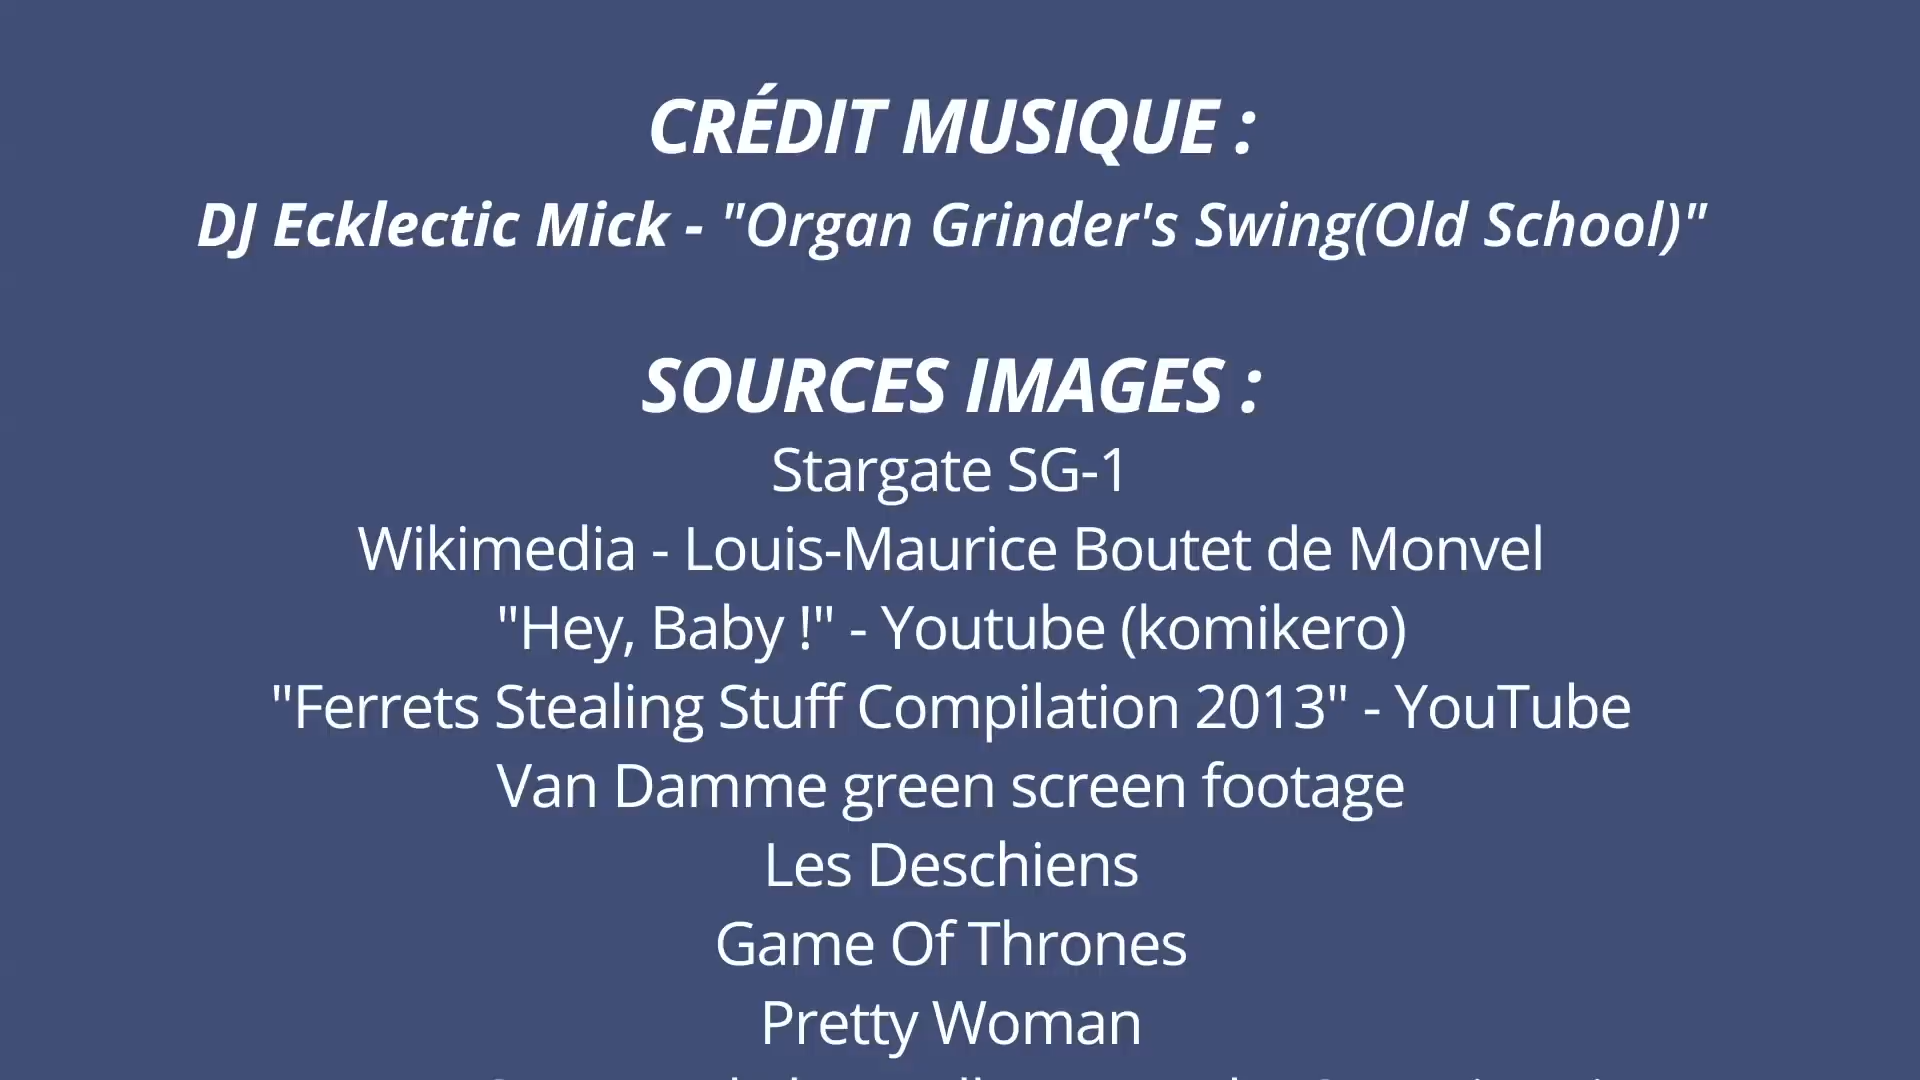 CRÉDIT MUSIQUE :
DJ Ecklectic Mick - "Organ Grinder's Swing(Old School)"
SOURCES IMAGES :
Stargate SG-1
Wikimedia - Louis-Maurice Boutet de Monvel
"Hey, Baby !" - Youtube (komikero)
"Ferrets Stealing Stuff Compilation 2013" - YouTube
Van Damme green screen footage
Les Deschiens
Game Of Thrones
Pretty Woman